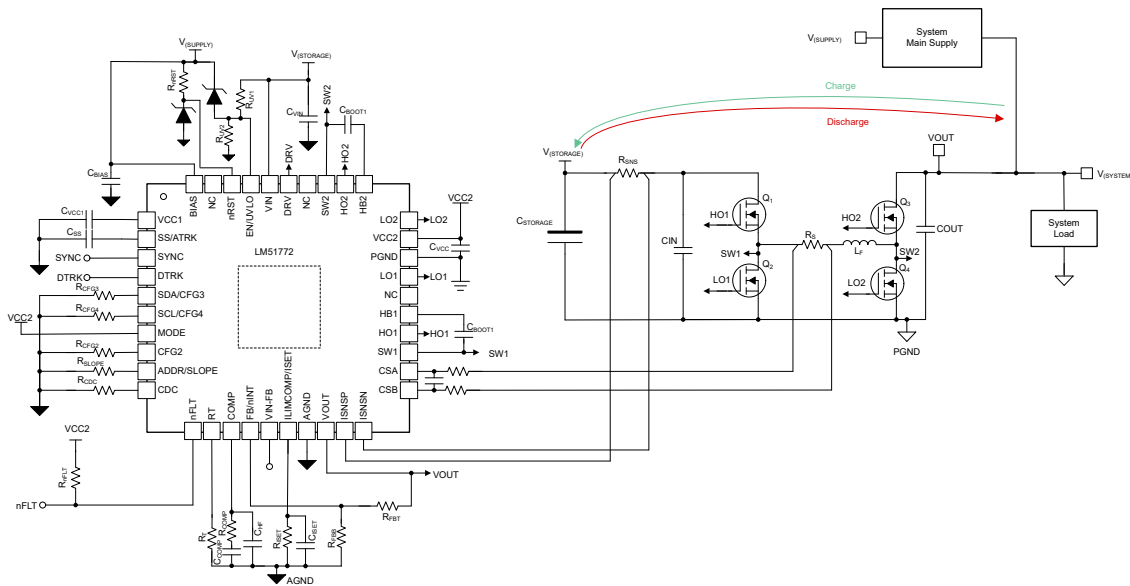 System
Main Supply
V(SUPPLY)
V(SUPPLY)
V(STORAGE)
RnRST
RUV1
RUV2
CVIN
SW2
CBOOT1
DRV
HO2
CBIAS
Charge
Discharge
VOUT
V(SYSTEM
V(STORAGE)
RSNS
CSTORAGE
CIN
HO1
Q1
SW1
LO1
Q2
RS
LF
HO2
Q3
SW2
LO2
Q4
COUT
System
Load
PGND
BIAS
NC
nRST
EN/UVLO
VIN
DRV
NC
SW2
HO2
HB2
LM51772
CVCC1
CSS
SYNC
DTRK
RCFG3
RCFG4
VCC2
RCFG2
RSLOPE
RCDC
VCC1
SS/ATRK
SYNC
DTRK
SDA/CFG3
SCL/CFG4
MODE
CFG2
ADDR/SLOPE
CDC
LO2
VCC2
PGND
LO1
NC
HB1
HO1
SW1
CSA
CSB
LO2
VCC2
CVCC
LO1
CBOOT1
HO1
SW1
nFLT
RT
COMP
FB/nINT
VIN-FB
ILIMCOMP/ISET
AGND
VOUT
ISNSP
ISNSN
VCC2
RnFLT
nFLT
VOUT
RFBT
RT
RCOMP
CCOMP
CHF
RISET
CISET
RFBB
AGND